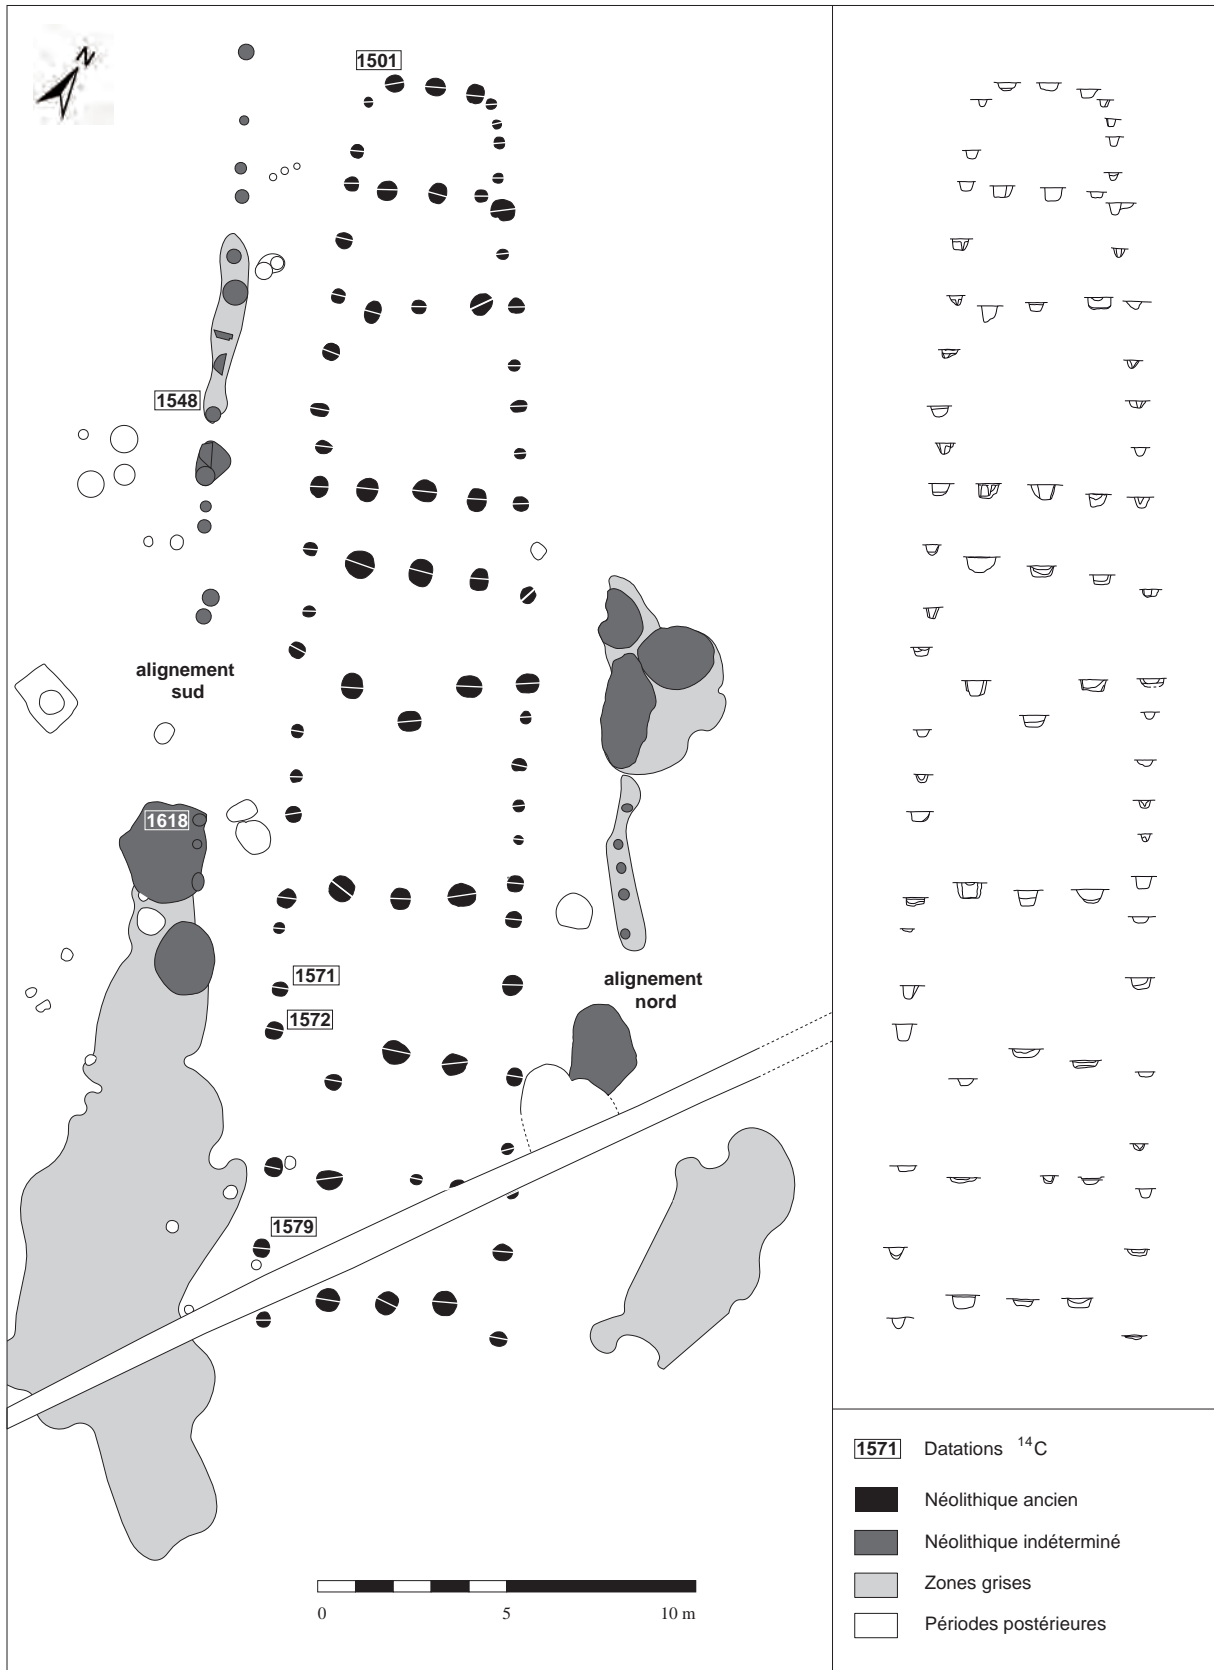 N
1501
1548
alignement
sud
1618
1571
1572
alignement
nord
1579
0 5 10 m
1571 Datations ¹⁴C
Néolithique ancien
Néolithique indéterminé
Zones grises
Périodes postérieures